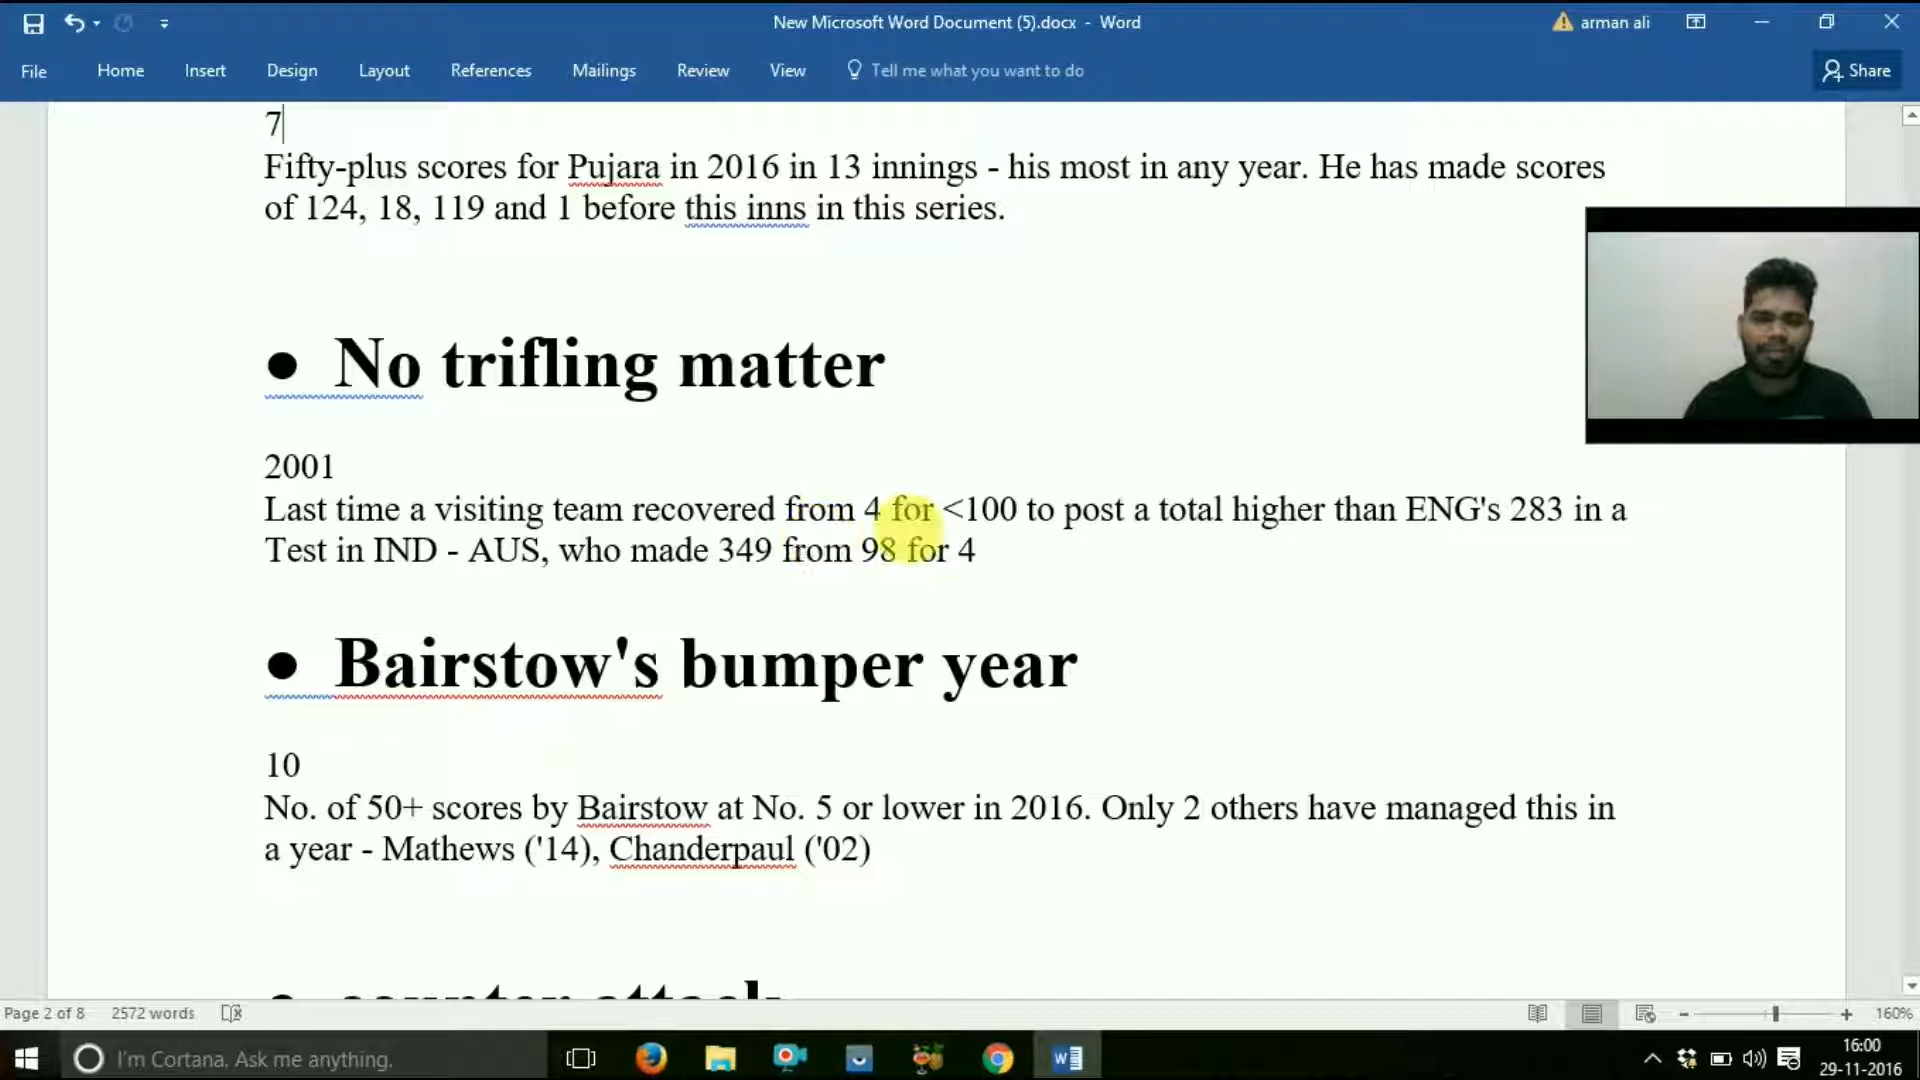 New Microsoft Word Document (5).docx - Word
arman ali
File Home Insert Design Layout References Mailings Review View Tell me what you want to do Share
7
Fifty-plus scores for Pujara in 2016 in 13 innings - his most in any year. He has made scores
of 124, 18, 119 and 1 before this inns in this series.
• No trifling matter
2001
Last time a visiting team recovered from 4 for <100 to post a total higher than ENG's 283 in a
Test in IND - AUS, who made 349 from 98 for 4
• Bairstow's bumper year
10
No. of 50+ scores by Bairstow at No. 5 or lower in 2016. Only 2 others have managed this in
a year - Mathews ('14), Chanderpaul ('02)
• counter attack
Page 2 of 8 2572 words 160%
I'm Cortana. Ask me anything.
16:00
29-11-2016